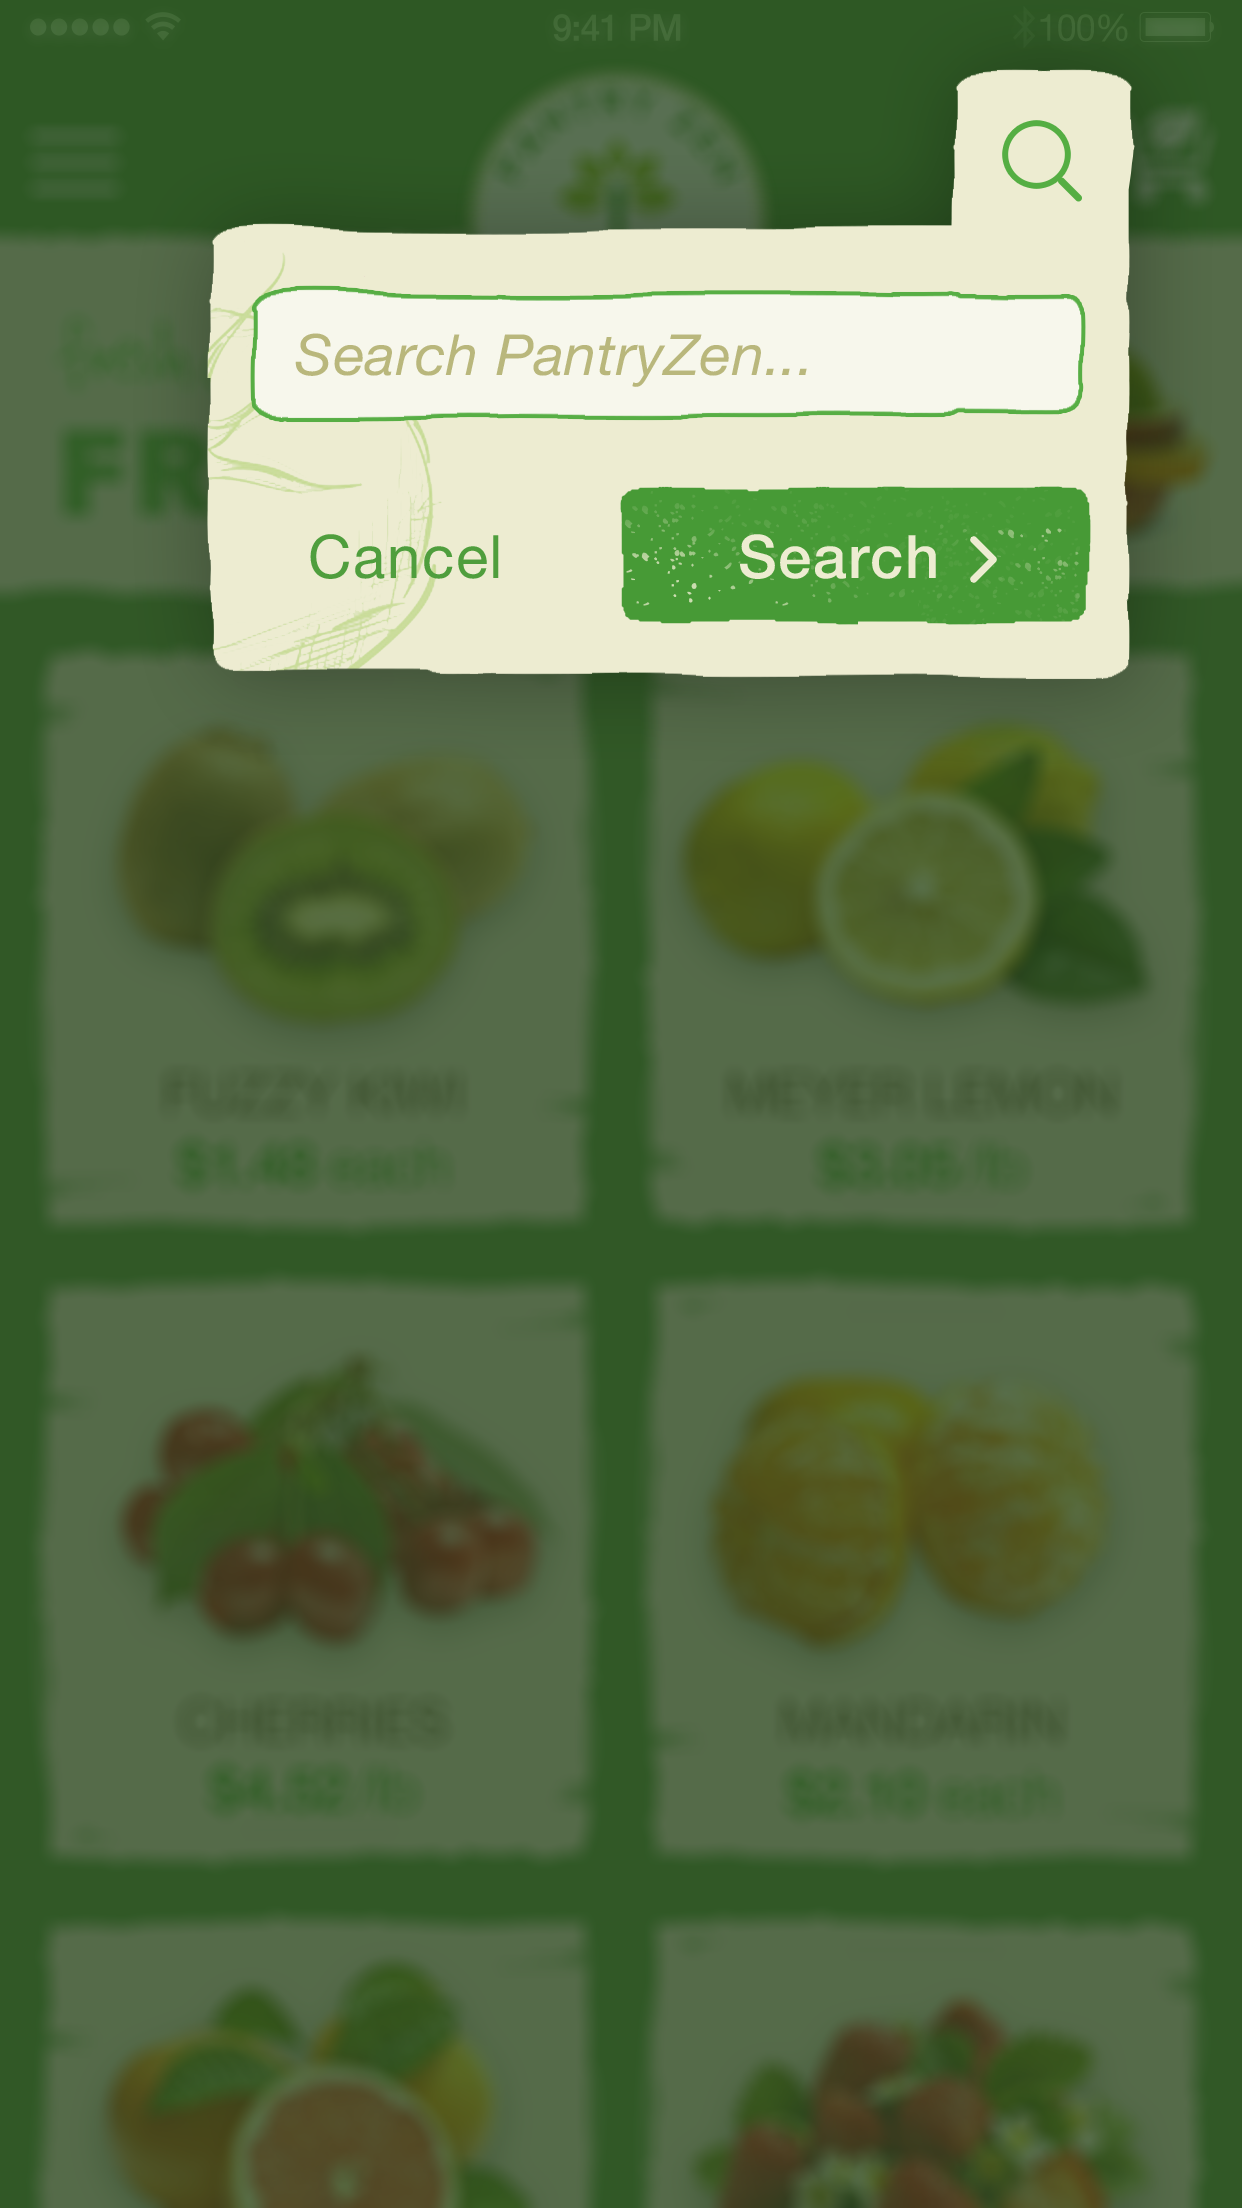 9:41 PM 100%
Search PantryZen...
Cancel
Search
FR
FUZZY KIWI
MEYER LEMON
$1.48 each
$3.05 lb
CHERRIES
MANDARIN
$4.52 lb
$2.10 each